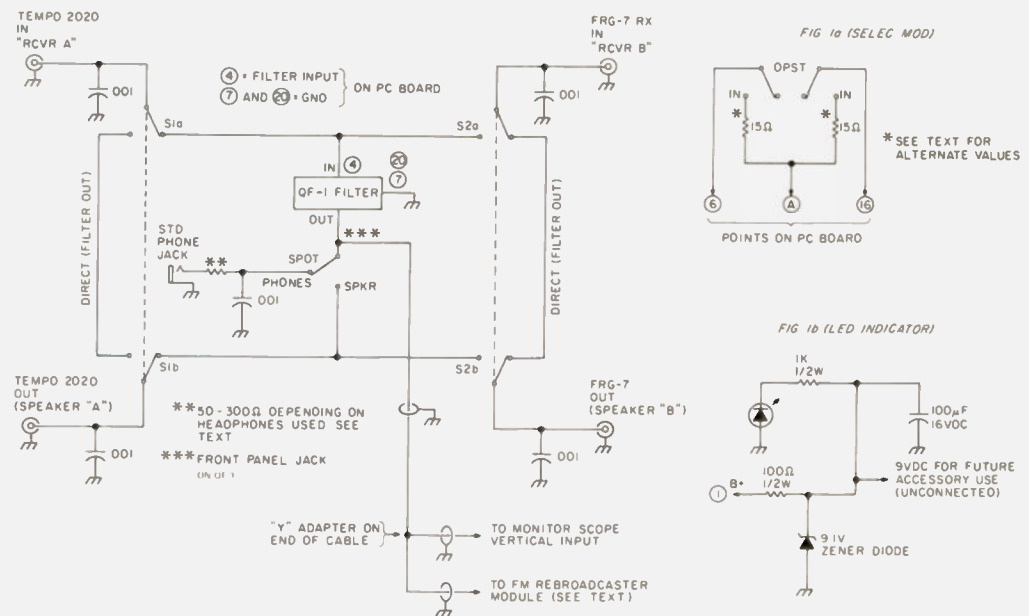 TEMPO 2020
IN
"RCVR A"
001
④ = FILTER INPUT
⑦ AND ⑳ = GND
ON PC BOARD
FRG-7 RX
IN
"RCVR B"
001
S1a
S2a
IN ④
⑳
⑦
QF-1 FILTER
OUT
***
DIRECT (FILTER OUT)
STD
PHONE
JACK
**
SPOT
PHONES
SPKR
001
DIRECT (FILTER OUT)
S1b
S2b
TEMPO 2020
OUT
(SPEAKER "A")
001
**50-300Ω DEPENDING ON
HEADPHONES USED SEE
TEXT
***FRONT PANEL JACK
FRG-7
OUT
(SPEAKER "B")
001
"Y" ADAPTER ON
END OF CABLE
TO MONITOR SCOPE
VERTICAL INPUT
TO FM REBROADCASTER
MODULE (SEE TEXT)
FIG 1a (SELEC MOD)
OPST
IN
IN
*
15Ω
*
15Ω
*SEE TEXT FOR
ALTERNATE VALUES
⑥
Ⓐ
⑯
POINTS ON PC BOARD
FIG 1b (LED INDICATOR)
1K
1/2W
100µF
16VDC
① B+
100Ω
1/2W
9VDC FOR FUTURE
ACCESSORY USE
(UNCONNECTED)
9 1V
ZENER DIODE